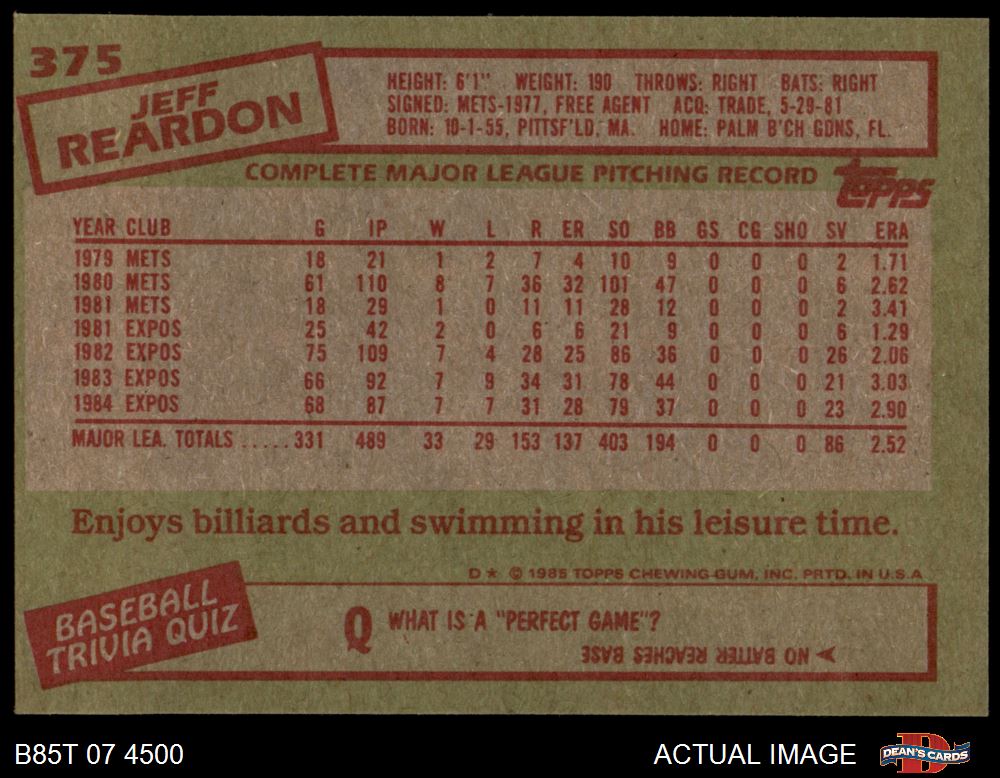 375
JEFF
REARDON
HEIGHT: 6'1" WEIGHT: 190 THROWS: RIGHT BATS: RIGHT
SIGNED: METS-1977, FREE AGENT ACQ: TRADE, 5-29-81
BORN: 10-1-55, PITTSF'LD, MA. HOME: PALM B'CH GDNS, FL.
COMPLETE MAJOR LEAGUE PITCHING RECORD
TOPPS
YEAR CLUB G IP W L R ER SO BB GS CG SHO SV ERA
1979 METS 18 21 1 2 7 4 10 9 0 0 0 2 1.71
1980 METS 61 110 8 7 36 32 101 47 0 0 0 6 2.62
1981 METS 18 29 1 0 11 11 28 12 0 0 0 2 3.41
1981 EXPOS 25 42 2 0 6 6 21 9 0 0 0 6 1.29
1982 EXPOS 75 109 7 4 28 25 86 36 0 0 0 26 2.06
1983 EXPOS 66 92 7 9 34 31 78 44 0 0 0 21 3.03
1984 EXPOS 68 87 7 7 31 28 79 37 0 0 0 23 2.90
MAJOR LEA. TOTALS .....331 489 33 29 153 137 403 194 0 0 0 86 2.52
Enjoys billiards and swimming in his leisure time.
D★ © 1985 TOPPS CHEWING GUM, INC. PRTD. IN U.S.A
BASEBALL
TRIVIA QUIZ
Q WHAT IS A "PERFECT GAME"?
NO BATTER REACHES BASE
B85T 07 4500
ACTUAL IMAGE
D
DEAN'S CARDS